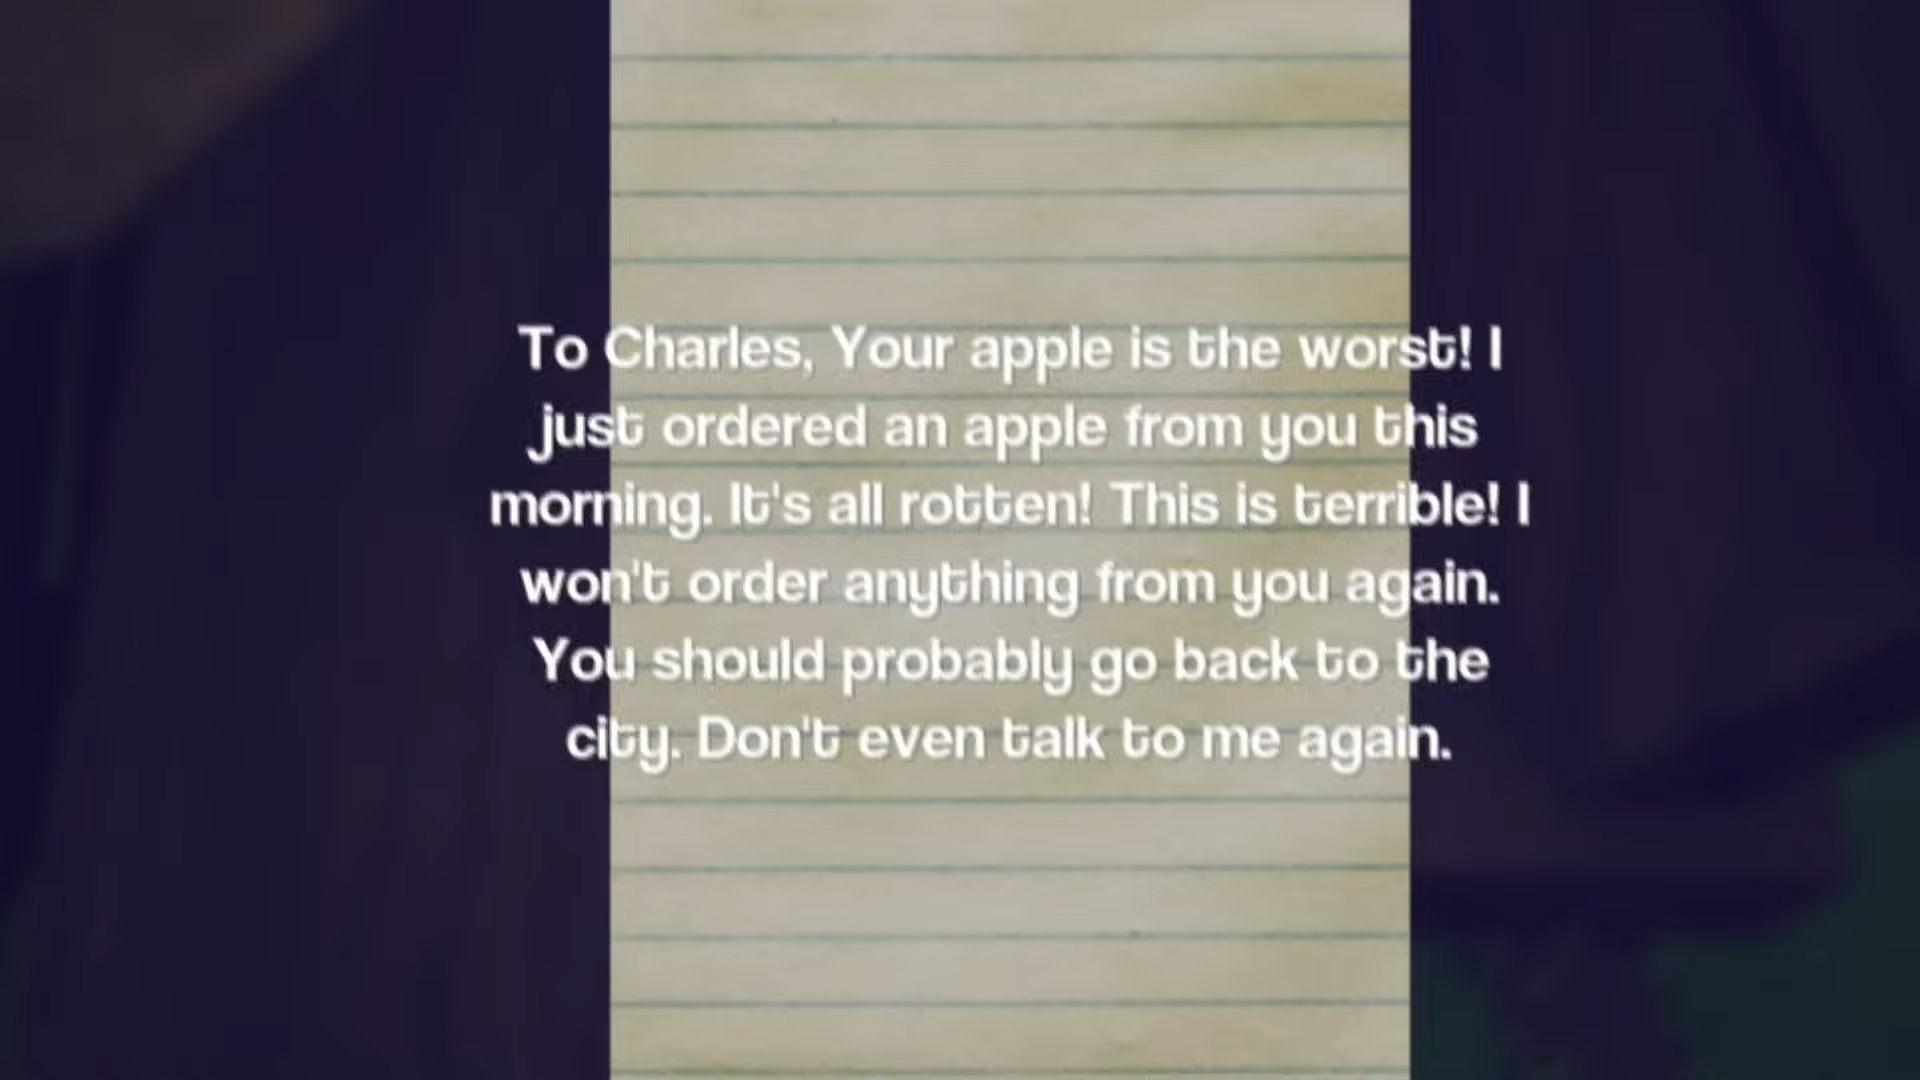 To Charles, Your apple is the worst! I
just ordered an apple from you this
morning. It's all rotten! This is terrible! I
won't order anything from you again.
You should probably go back to the
city. Don't even talk to me again.